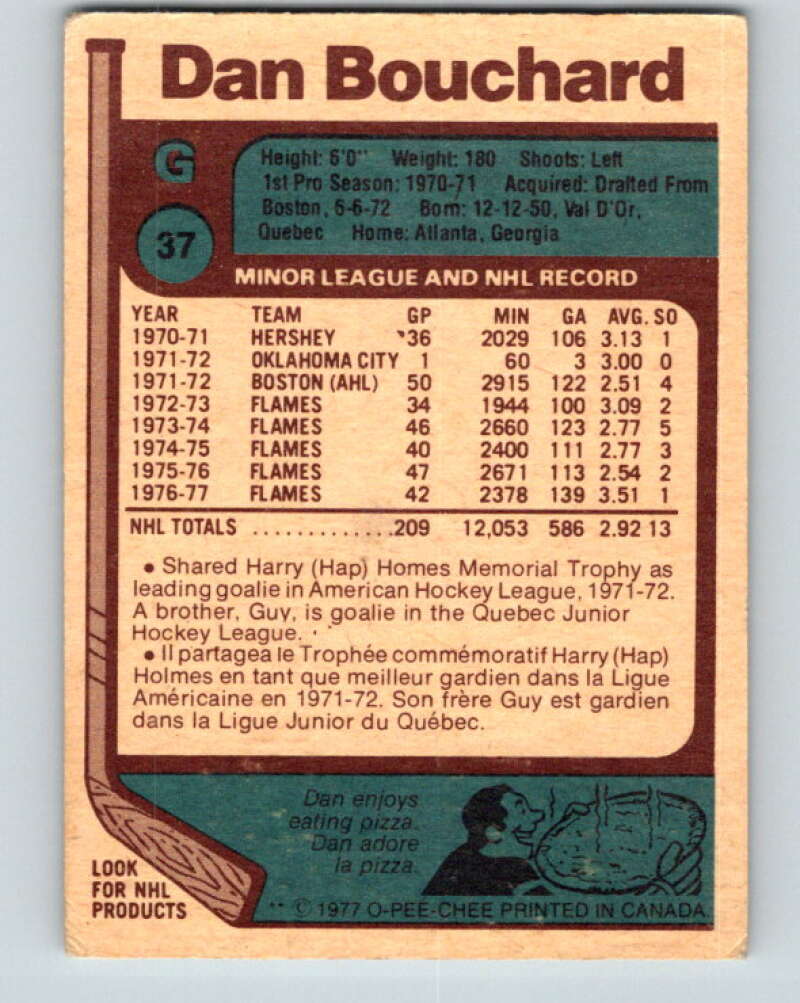 Dan Bouchard
G
37
Height: 6'0" Weight: 180 Shoots: Left
1st Pro Season: 1970-71 Acquired: Drafted From
Boston, 6-6-72 Born: 12-12-50, Val D'Or,
Quebec Home: Atlanta, Georgia
MINOR LEAGUE AND NHL RECORD
YEAR TEAM GP MIN GA AVG. SO
1970-71 HERSHEY 36 2029 106 3.13 1
1971-72 OKLAHOMA CITY 1 60 3 3.00 0
1971-72 BOSTON (AHL) 50 2915 122 2.51 4
1972-73 FLAMES 34 1944 100 3.09 2
1973-74 FLAMES 46 2660 123 2.77 5
1974-75 FLAMES 40 2400 111 2.77 3
1975-76 FLAMES 47 2671 113 2.54 2
1976-77 FLAMES 42 2378 139 3.51 1
NHL TOTALS .............209 12,053 586 2.92 13
• Shared Harry (Hap) Homes Memorial Trophy as
leading goalie in American Hockey League, 1971-72.
A brother, Guy, is goalie in the Quebec Junior
Hockey League.
• Il partagea le Trophée commémoratif Harry (Hap)
Holmes en tant que meilleur gardien dans la Ligue
Américaine en 1971-72. Son frère Guy est gardien
dans la Ligue Junior du Québec.
Dan enjoys
eating pizza.
Dan adore
la pizza.
LOOK
FOR NHL
PRODUCTS
** © 1977 O-PEE-CHEE PRINTED IN CANADA.